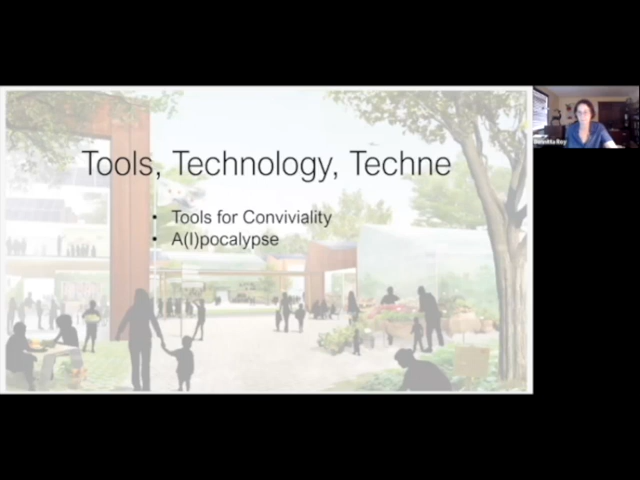 Tools, Technology, Techne
• Tools for Conviviality
• A(I)pocalypse